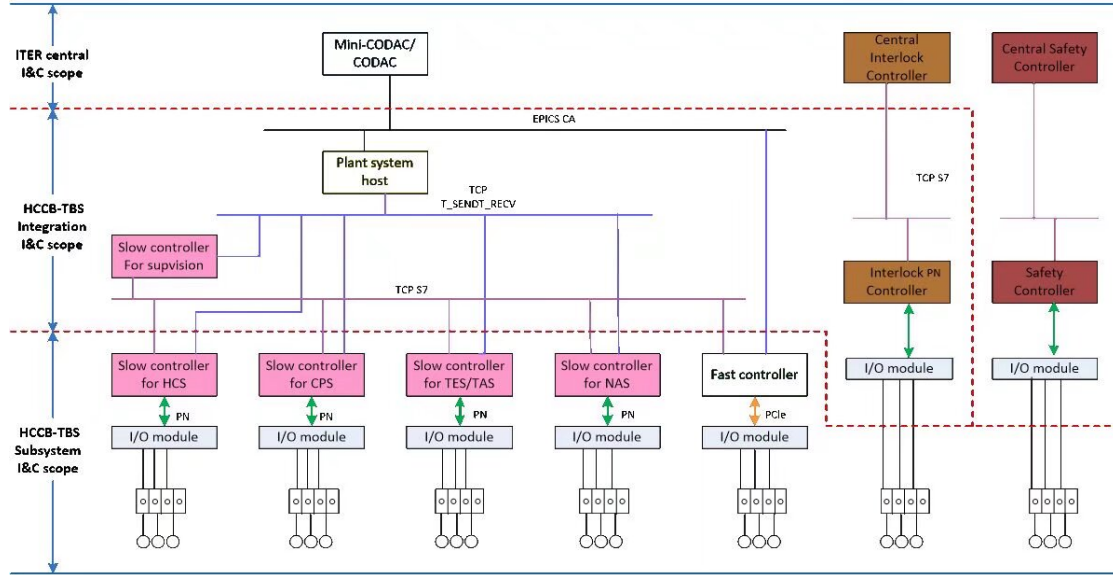 ITER central
I&C scope
Mini-CODAC/
CODAC
Central
Interlock
Controller
Central Safety
Controller
EPICS CA
Plant system
host
TCP
T_SENDT_RECV
TCP S7
HCCB-TBS
Integration
I&C scope
Slow controller
For supvision
Interlock PN
Controller
Safety
Controller
TCP S7
Slow controller
for HCS
Slow controller
for CPS
Slow controller
for TES/TAS
Slow controller
for NAS
Fast controller
I/O module
I/O module
PN
PN
PN
PN
PCIe
HCCB-TBS
Subsystem
I&C scope
I/O module
I/O module
I/O module
I/O module
I/O module